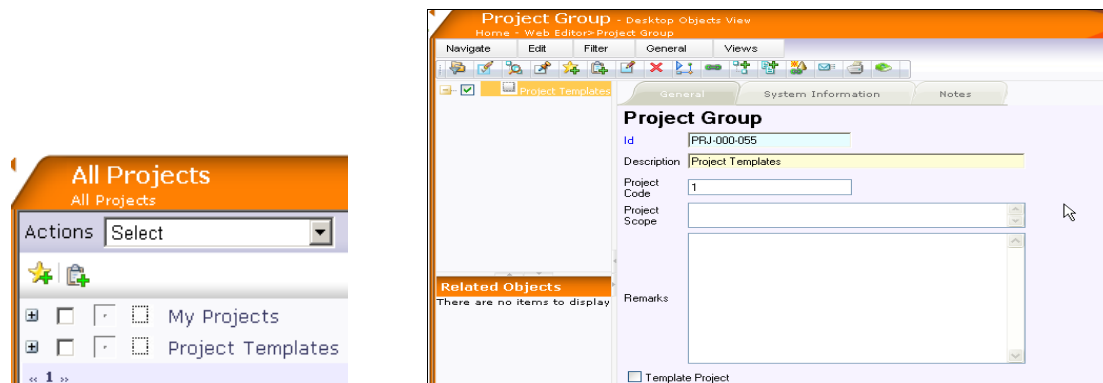 All Projects
All Projects
Actions Select
My Projects
Project Templates
« 1 »
Project Group - Desktop Objects View
Home - Web Editor>Project Group
Navigate Edit Filter General Views
Project Templates
General System Information Notes
Project Group
Id PRJ-000-055
Description Project Templates
Project
Code
1
Project
Scope
Related Objects
There are no items to display
Remarks
Template Project